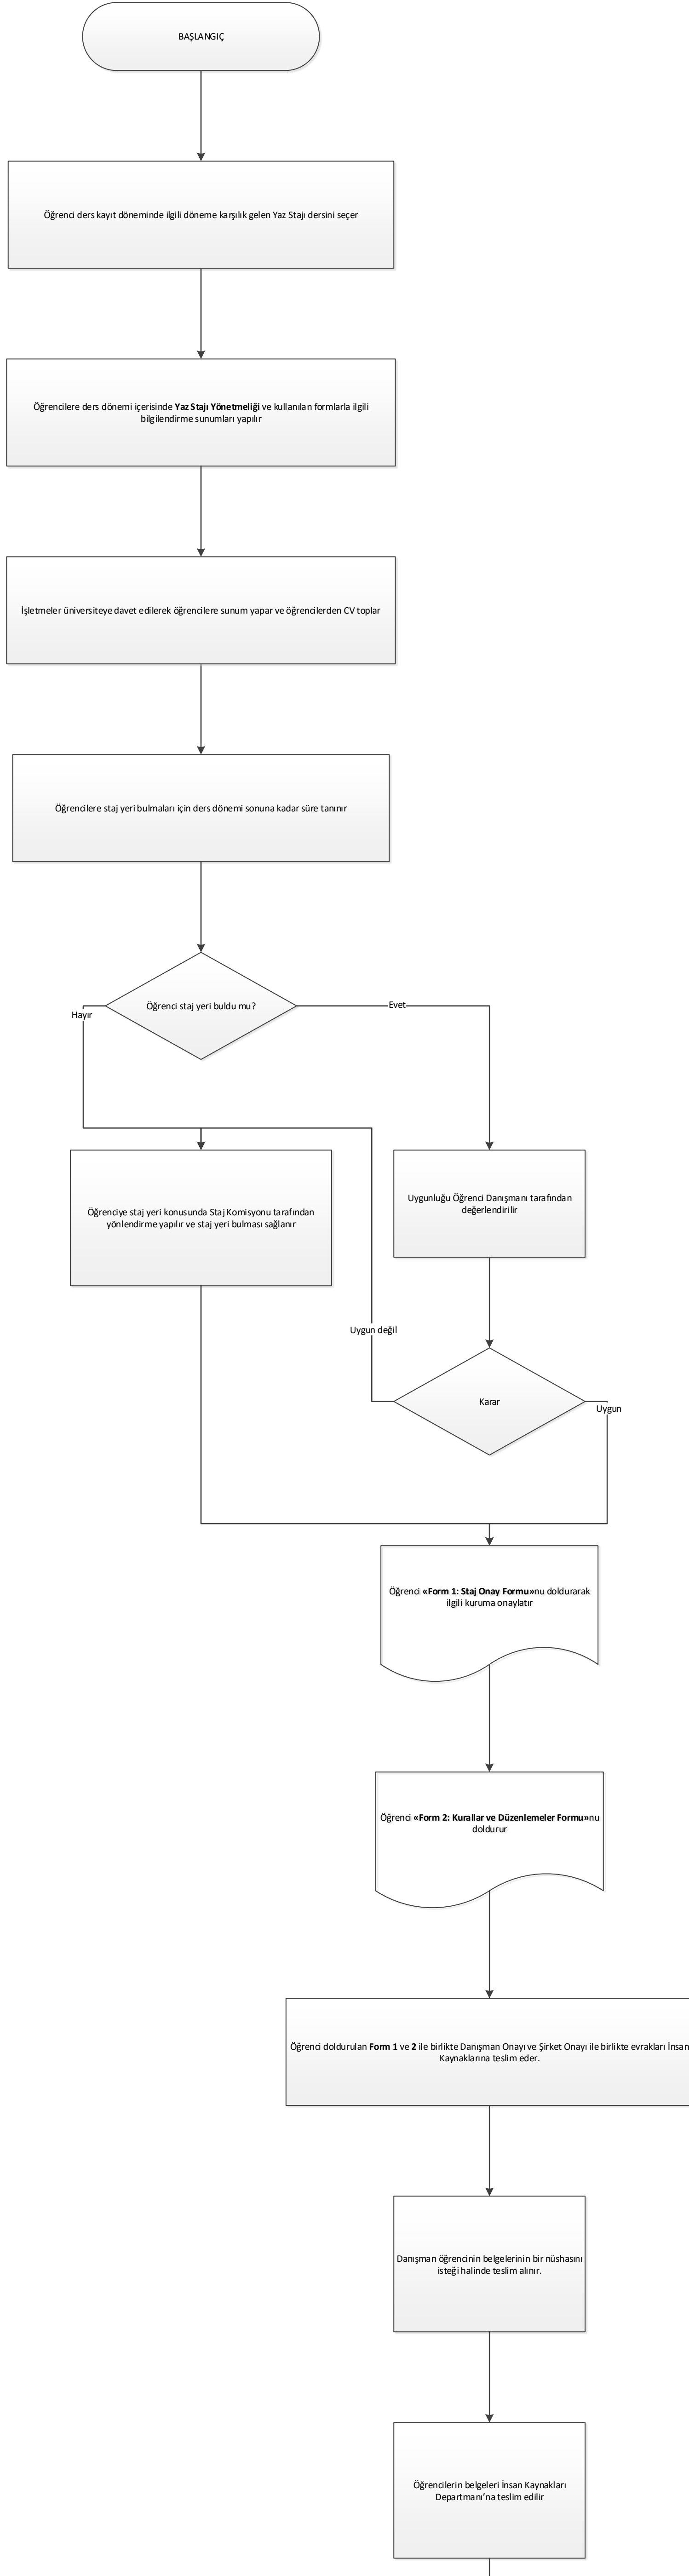 BAŞLANGIÇ
Öğrenci ders kayıt döneminde ilgili döneme karşılık gelen Yaz Stajı dersini seçer
Öğrencilere ders dönemi içerisinde Yaz Stajı Yönetmeliği ve kullanılan formlarla ilgili
bilgilendirme sunumları yapılır
İşletmeler üniversiteye davet edilerek öğrencilere sunum yapar ve öğrencilerden CV toplar
Öğrencilere staj yeri bulmaları için ders dönemi sonuna kadar süre tanınır
Öğrenci staj yeri buldu mu?
Evet
Hayır
Öğrenciye staj yeri konusunda Staj Komisyonu tarafından
yönlendirme yapılır ve staj yeri bulması sağlanır
Uygunluğu Öğrenci Danışmanı tarafından
değerlendirilir
Uygun değil
Karar
Uygun
Öğrenci «Form 1: Staj Onay Formu»nu doldurarak
ilgili kuruma onaylatır
Öğrenci «Form 2: Kurallar ve Düzenlemeler Formu»nu
doldurur
Öğrenci doldurulan Form 1 ve 2 ile birlikte Danışman Onayı ve Şirket Onayı ile birlikte evrakları İnsan
Kaynaklarına teslim eder.
Danışman öğrencinin belgelerinin bir nüshasını
isteği halinde teslim alınır.
Öğrencilerin belgeleri İnsan Kaynakları
Departmanı'na teslim edilir